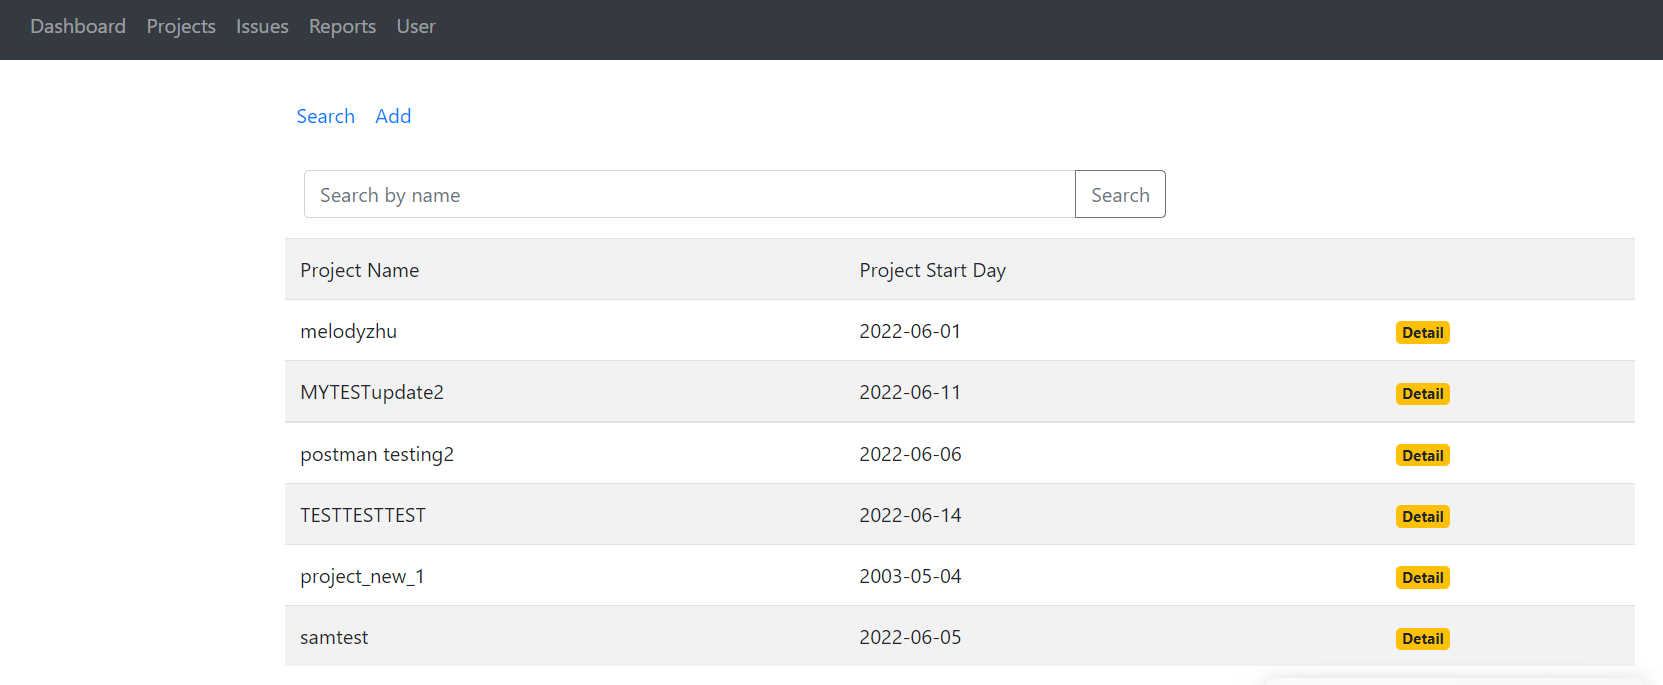 Dashboard Projects Issues Reports User
Search Add
Search by name Search
Project Name Project Start Day
melodyzhu 2022-06-01 Detail
MYTESTupdate2 2022-06-11 Detail
postman testing2 2022-06-06 Detail
TESTTESTTEST 2022-06-14 Detail
project_new_1 2003-05-04 Detail
samtest 2022-06-05 Detail